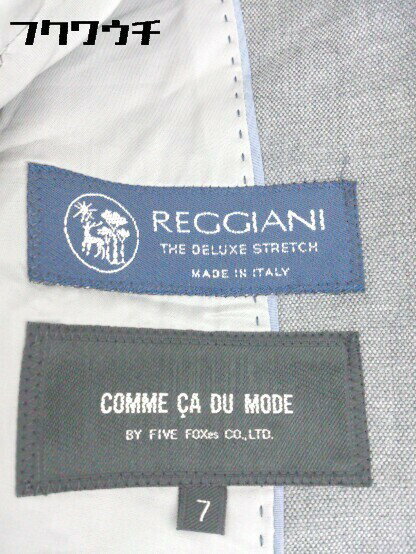 フクワウチ
REGGIANI
THE DELUXE STRETCH
MADE IN ITALY
COMME ÇA DU MODE
BY FIVE FOXes CO.,LTD.
7